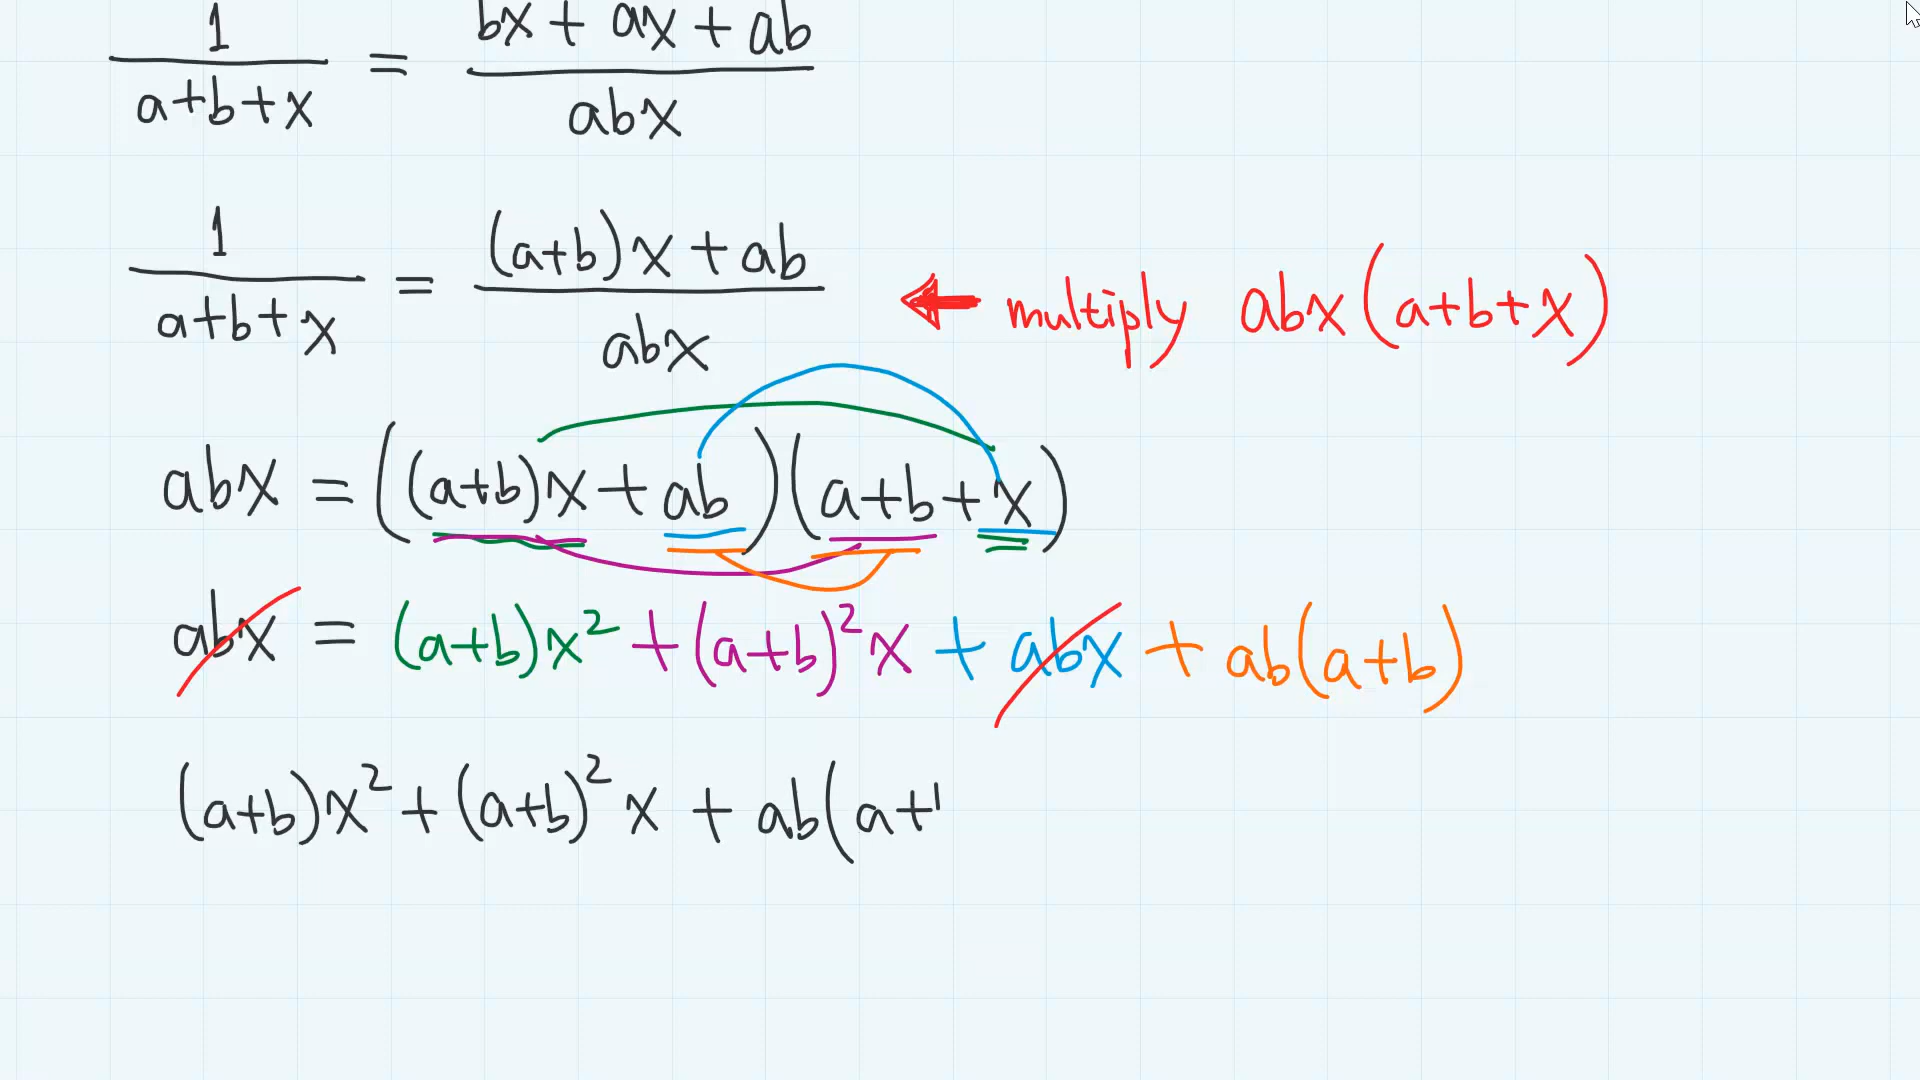 1/(a+b+x) = (bx + ax + ab)/(abx)
1/(a+b+x) = ((a+b)x + ab)/(abx) multiply abx(a+b+x)
abx = ((a+b)x + ab)(a+b+x)
abx = (a+b)x² + (a+b)²x + abx + ab(a+b)
(a+b)x² + (a+b)²x + ab(a+